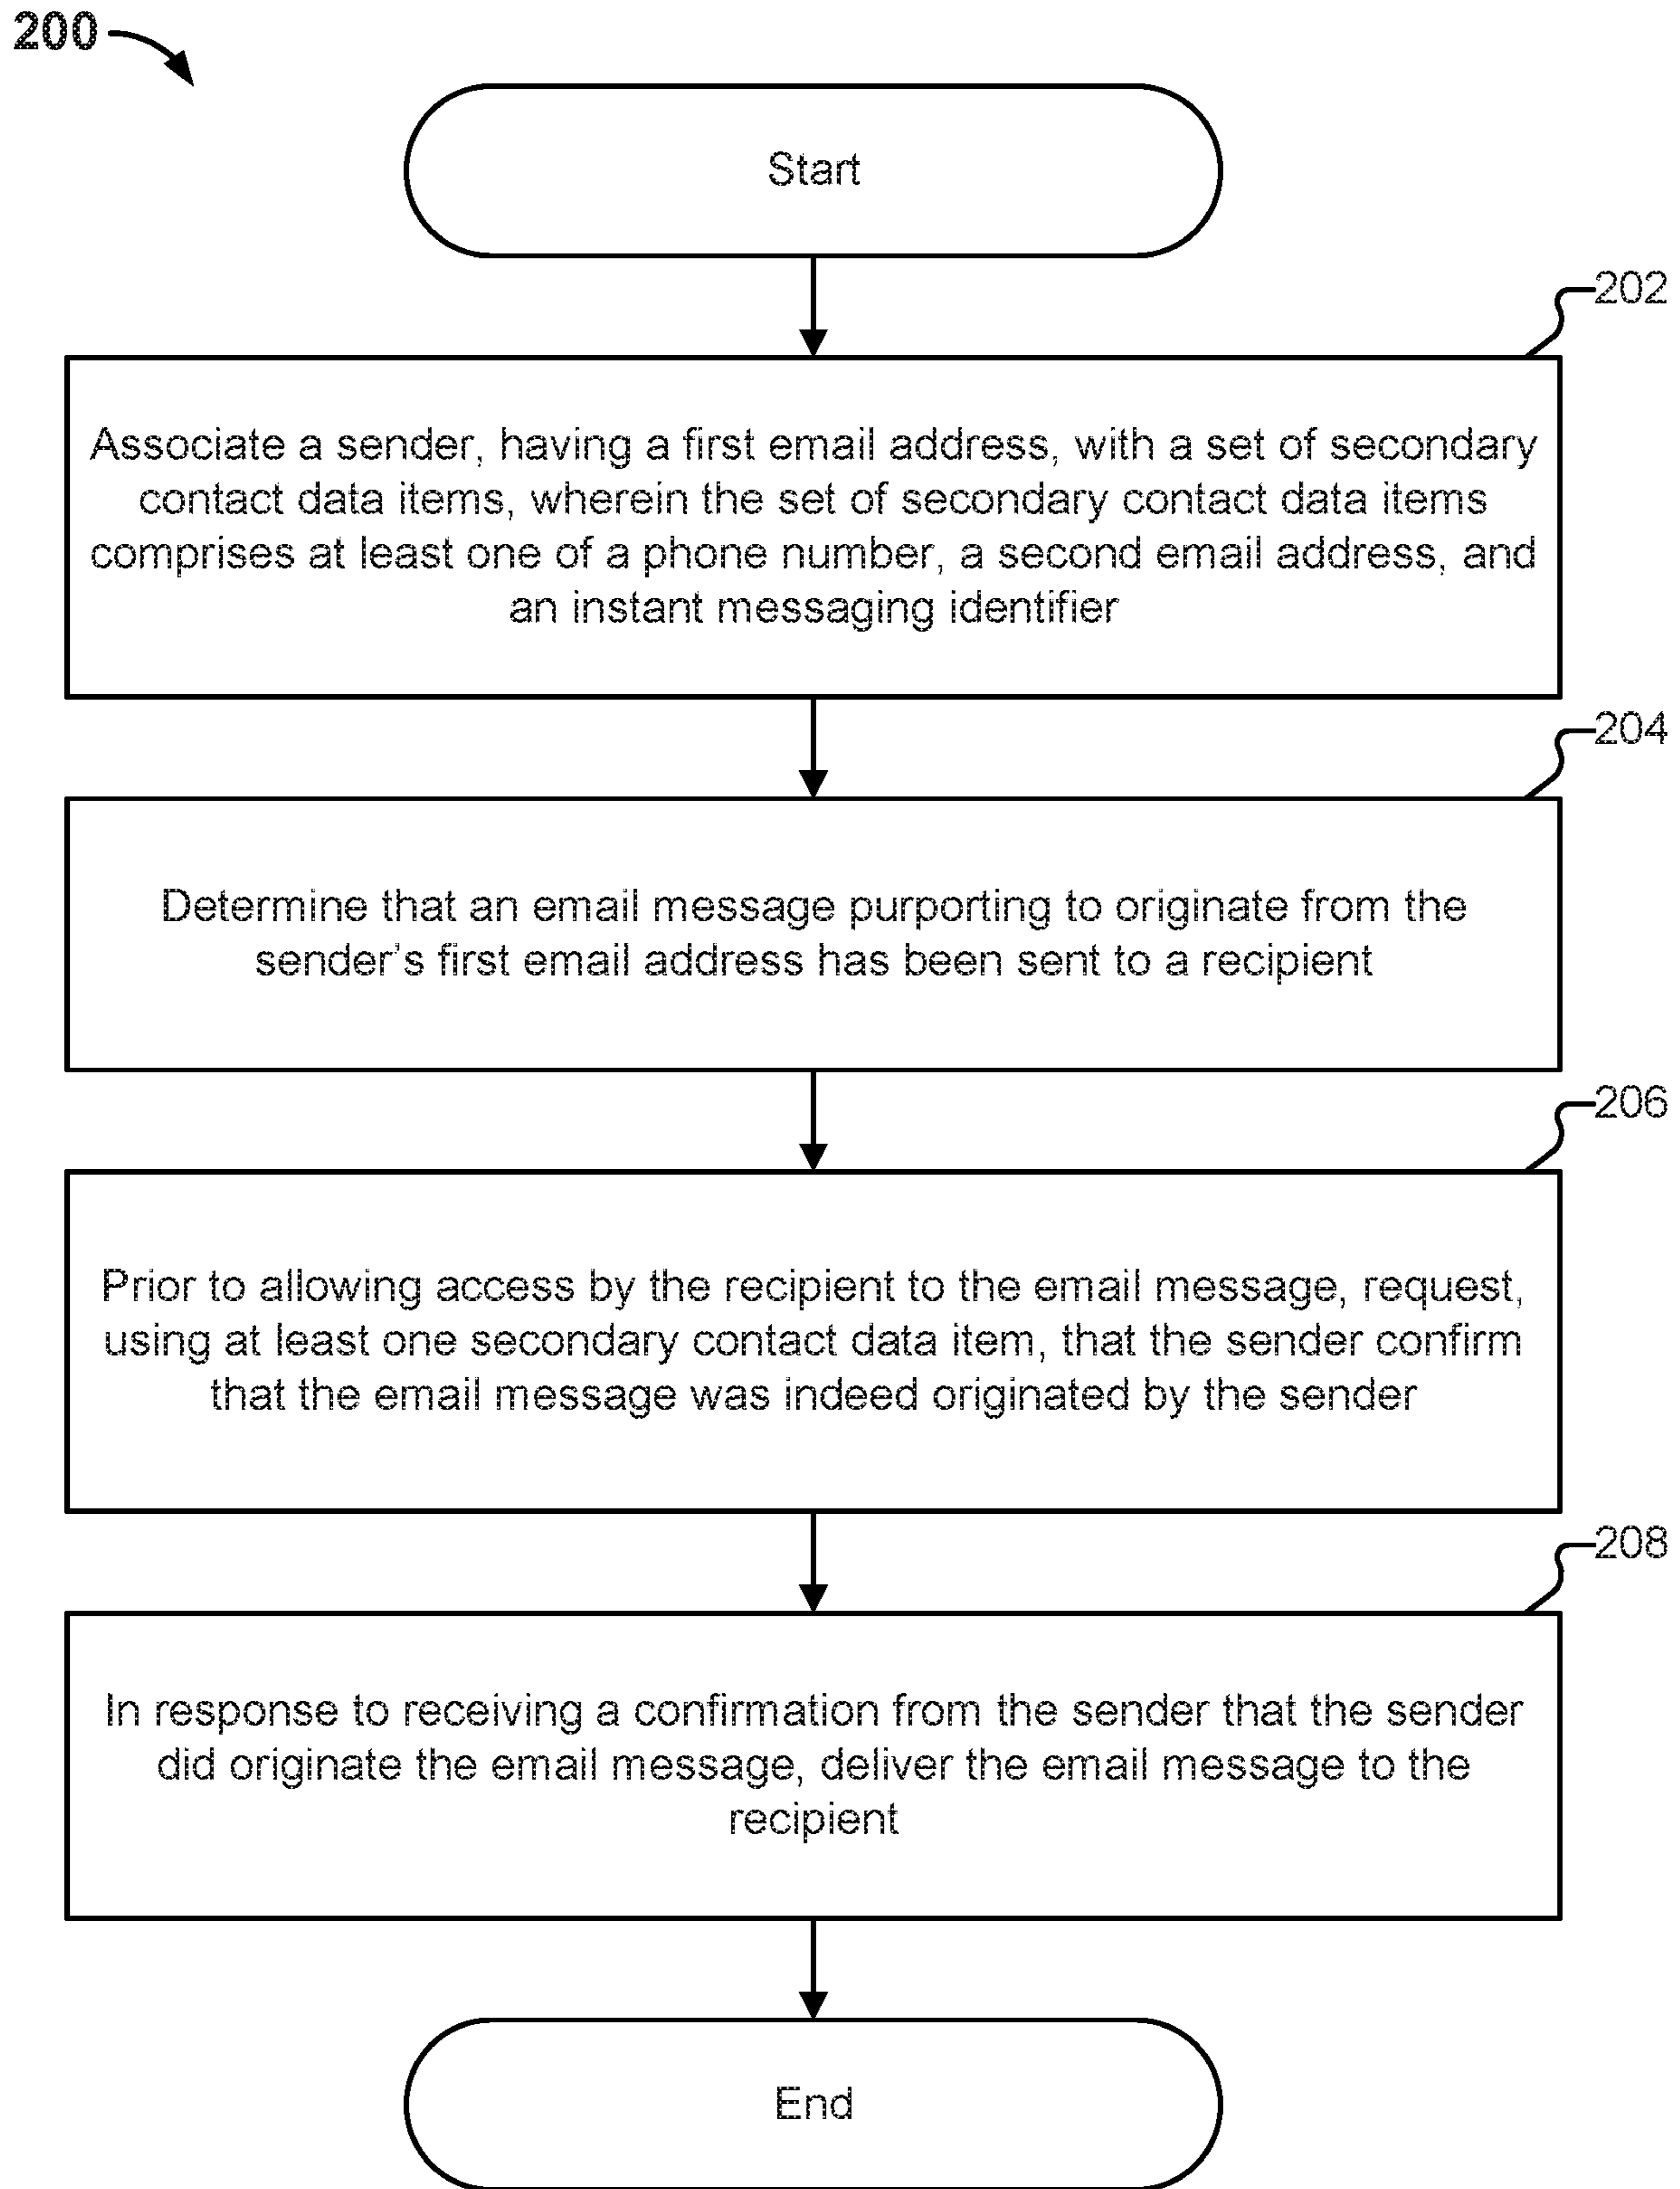 200
Start
202
Associate a sender, having a first email address, with a set of secondary
contact data items, wherein the set of secondary contact data items
comprises at least one of a phone number, a second email address, and
an instant messaging identifier
204
Determine that an email message purporting to originate from the
sender's first email address has been sent to a recipient
206
Prior to allowing access by the recipient to the email message, request,
using at least one secondary contact data item, that the sender confirm
that the email message was indeed originated by the sender
208
In response to receiving a confirmation from the sender that the sender
did originate the email message, deliver the email message to the
recipient
End